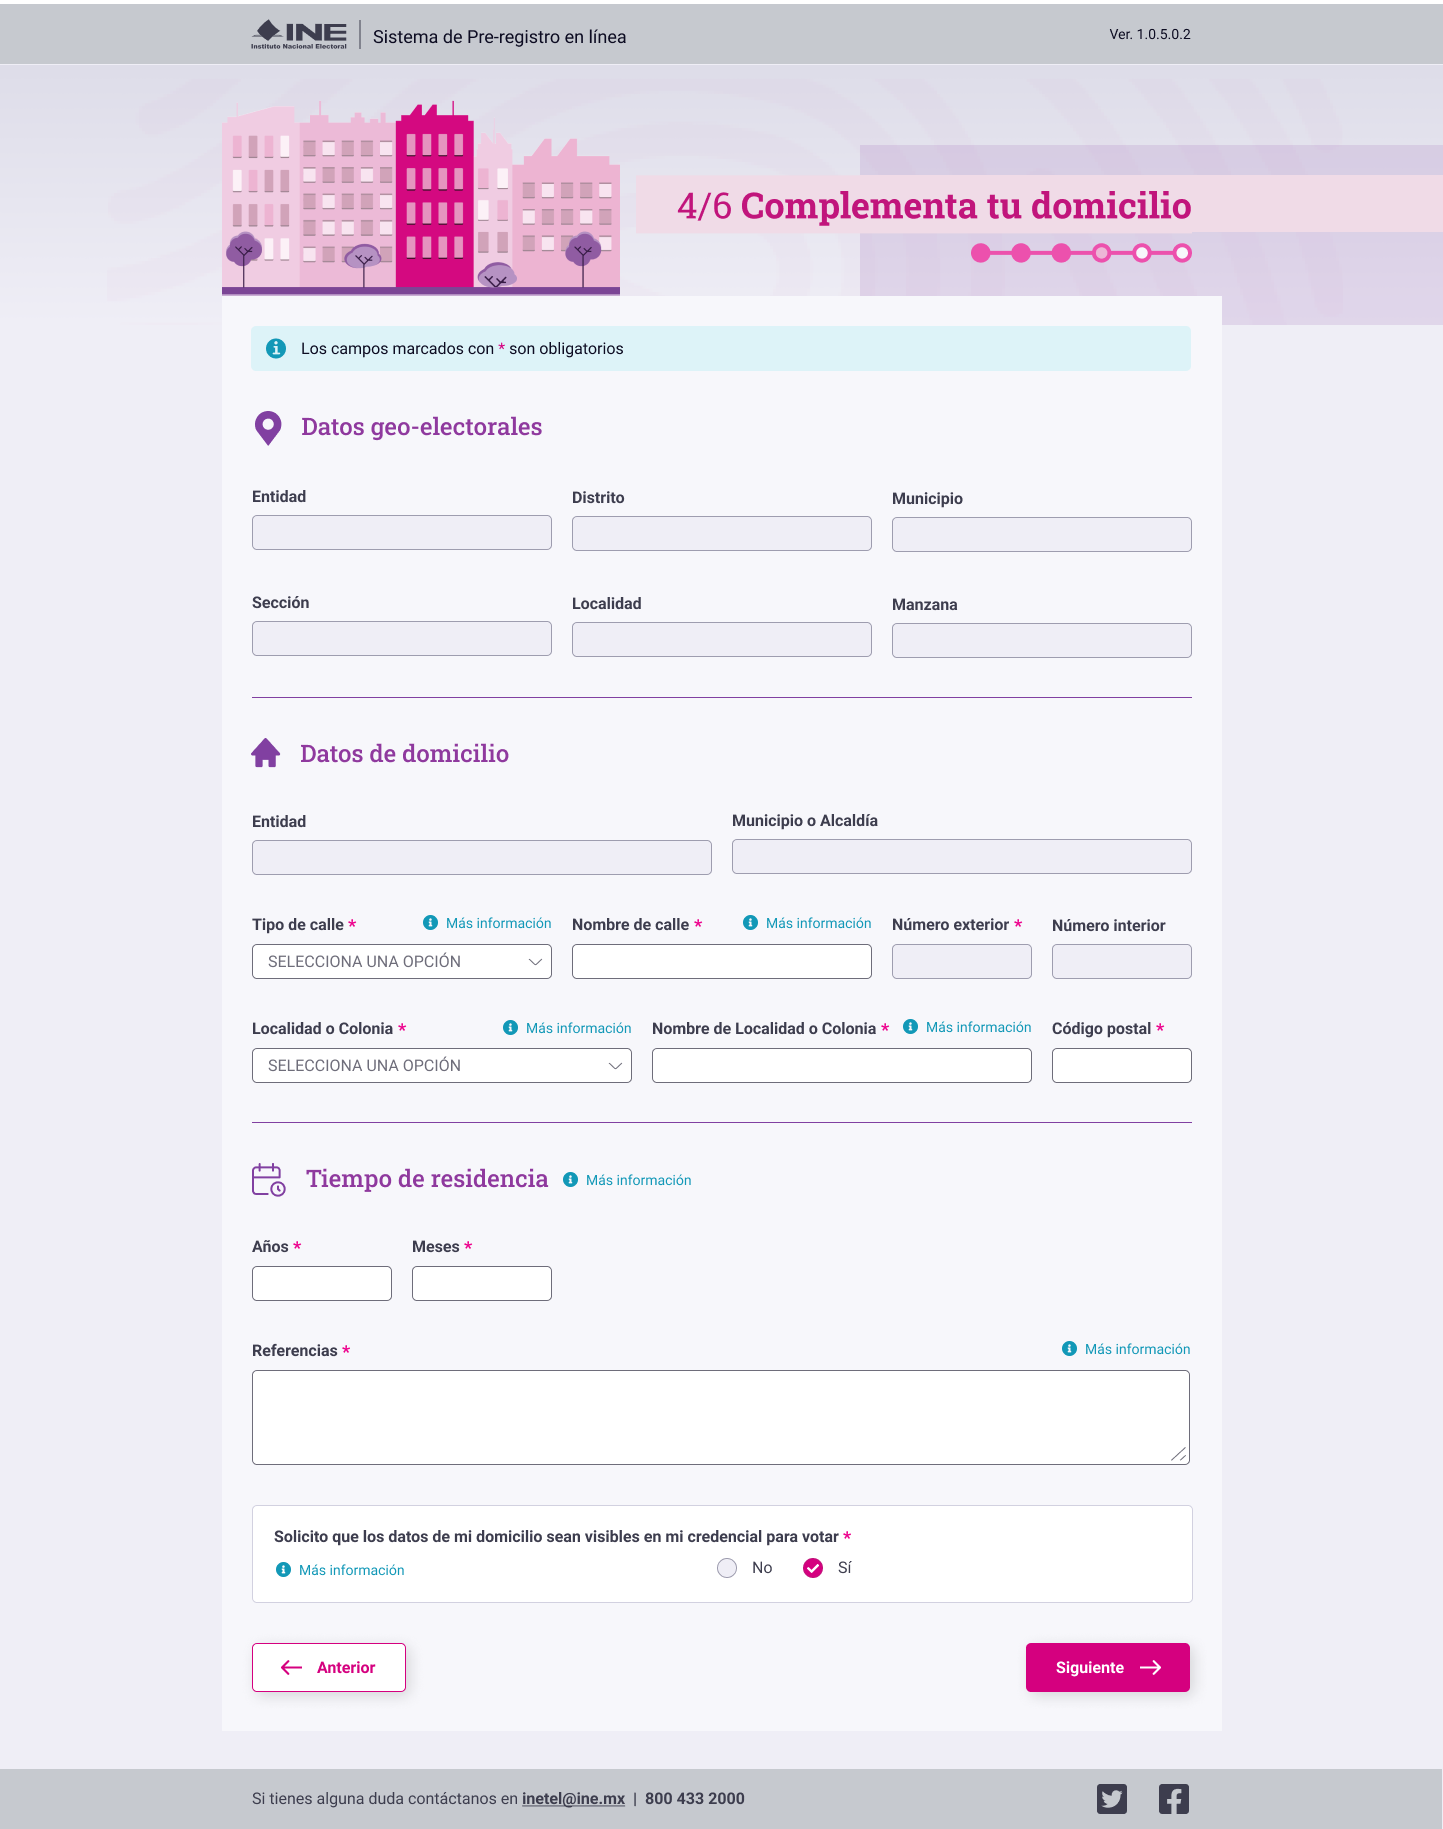 INE
Instituto Nacional Electoral
Sistema de Pre-registro en línea
Ver. 1.0.5.0.2
4/6 Complementa tu domicilio
Los campos marcados con * son obligatorios
Datos geo-electorales
Entidad
Distrito
Municipio
Sección
Localidad
Manzana
Datos de domicilio
Entidad
Municipio o Alcaldía
Tipo de calle *
Más información
Nombre de calle *
Más información
Número exterior *
Número interior
SELECCIONA UNA OPCIÓN
Localidad o Colonia *
Más información
Nombre de Localidad o Colonia *
Más información
Código postal *
SELECCIONA UNA OPCIÓN
Tiempo de residencia
Más información
Años *
Meses *
Referencias *
Más información
Solicito que los datos de mi domicilio sean visibles en mi credencial para votar *
Más información
No
Sí
Anterior
Siguiente
Si tienes alguna duda contáctanos en inetel@ine.mx | 800 433 2000